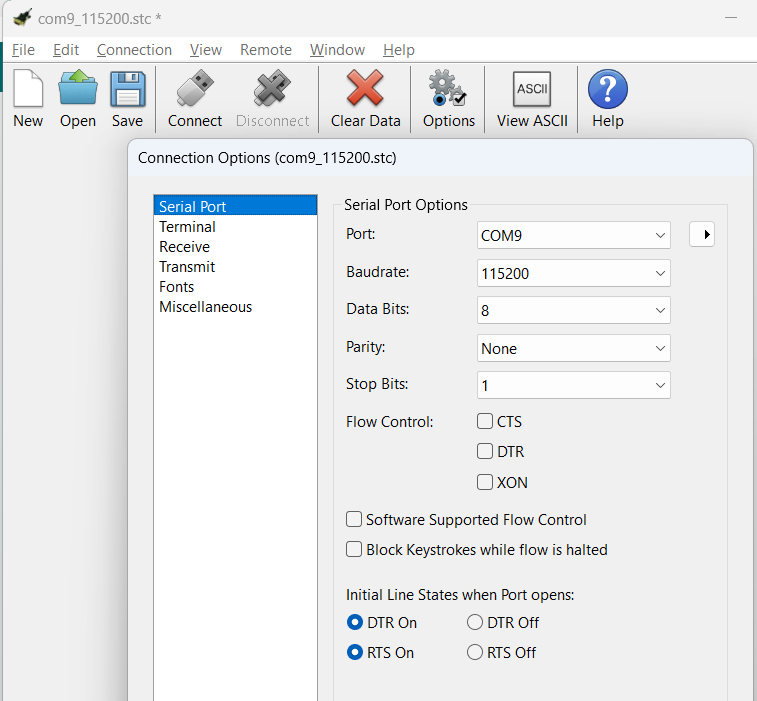 com9_115200.stc *
File Edit Connection View Remote Window Help
New Open Save Connect Disconnect Clear Data Options ASCII View ASCII ? Help
Connection Options (com9_115200.stc)
Serial Port
Terminal
Receive
Transmit
Fonts
Miscellaneous
Serial Port Options
Port: COM9
Baudrate: 115200
Data Bits: 8
Parity: None
Stop Bits: 1
Flow Control: CTS
DTR
XON
Software Supported Flow Control
Block Keystrokes while flow is halted
Initial Line States when Port opens:
DTR On DTR Off
RTS On RTS Off